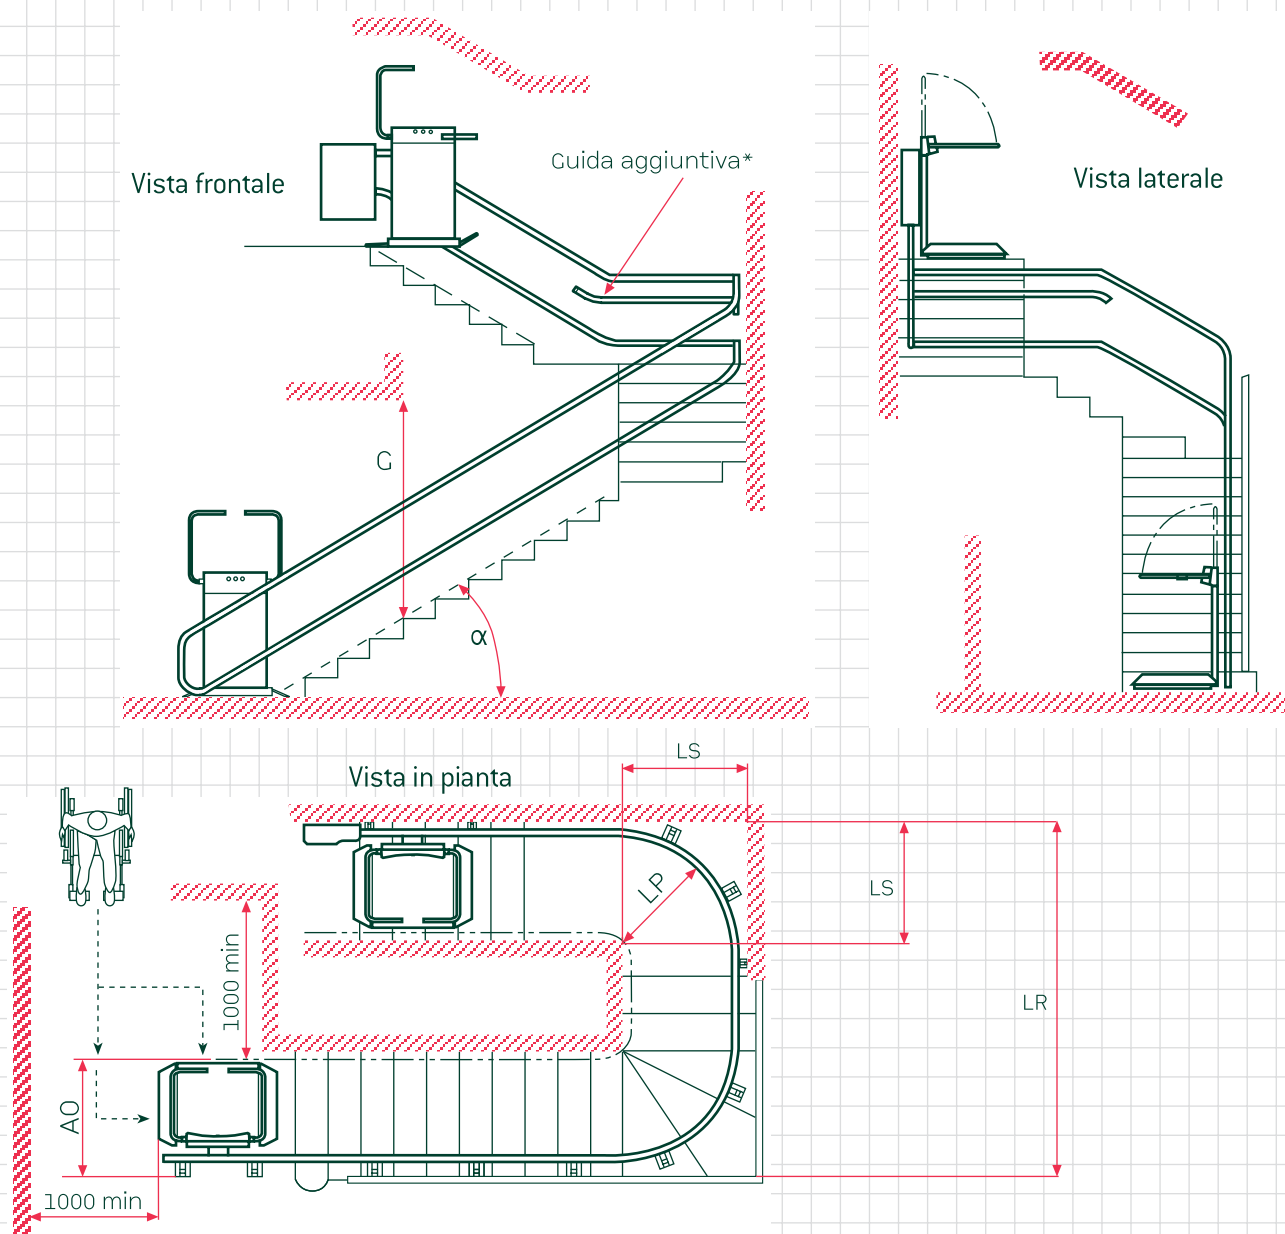 Vista frontale
Guida aggiuntiva*
Vista laterale
G
α
Vista in pianta
LS
LP
LS
1000 min
LR
AO
1000 min